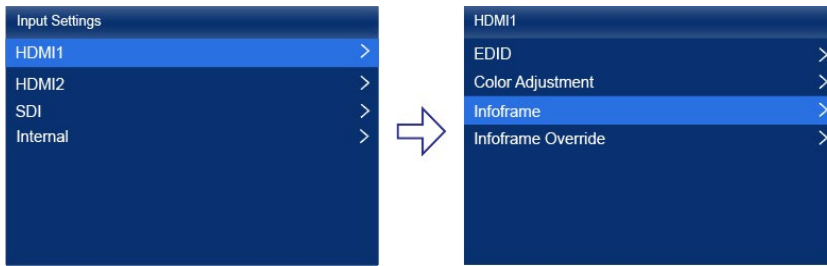 Input Settings
HDMI1
HDMI2
SDI
Internal
HDMI1
EDID
Color Adjustment
Infoframe
Infoframe Override